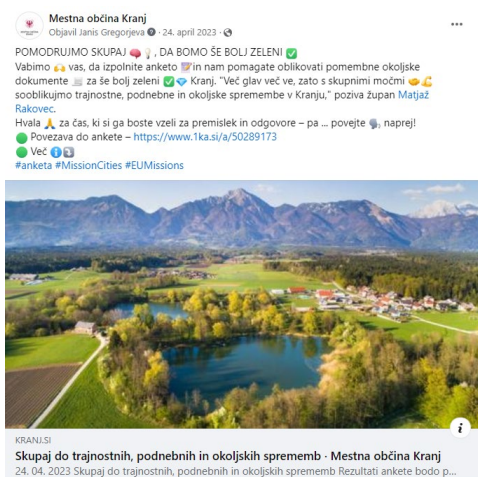 Mestna občina Kranj
Objavil Janis Gregorjeva · 24. april 2023 ·
POMODRUJMO SKUPAJ 🧠💡, DA BOMO ŠE BOLJ ZELENI ✅
Vabimo 🙌 vas, da izpolnite anketo 📝in nam pomagate oblikovati pomembne okoljske
dokumente 📃 za še bolj zeleni ✅💎 Kranj. "Več glav več ve, zato s skupnimi močmi 🤝💪
sooblikujmo trajnostne, podnebne in okoljske spremembe v Kranju," poziva župan Matjaž
Rakovec.
Hvala 🙏 za čas, ki si ga boste vzeli za premislek in odgovore – pa ... povejte 🗣️ naprej!
🟢 Povezava do ankete – https://www.1ka.si/a/50289173
🟢 Več ℹ️⤵️
#anketa #MissionCities #EUMissions
KRANJ.SI
Skupaj do trajnostnih, podnebnih in okoljskih sprememb · Mestna občina Kranj
24. 04. 2023 Skupaj do trajnostnih, podnebnih in okoljskih sprememb Rezultati ankete bodo p...